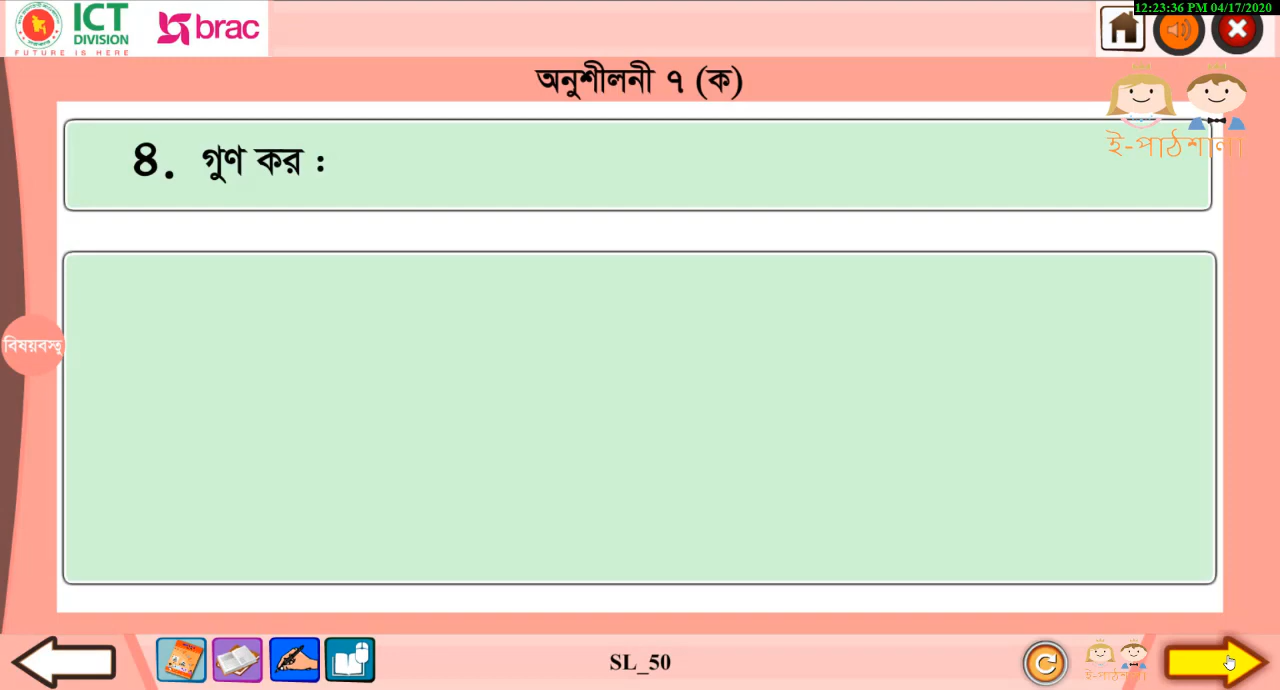 12:23:36 PM 04/17/2020
ICT
DIVISION
FUTURE IS HERE
brac
অনুশীলনী ৭ (ক)
ই-পাঠশালা
৪. গুণ কর :
বিষয়বস্তু
SL_50
ই-পাঠশালা